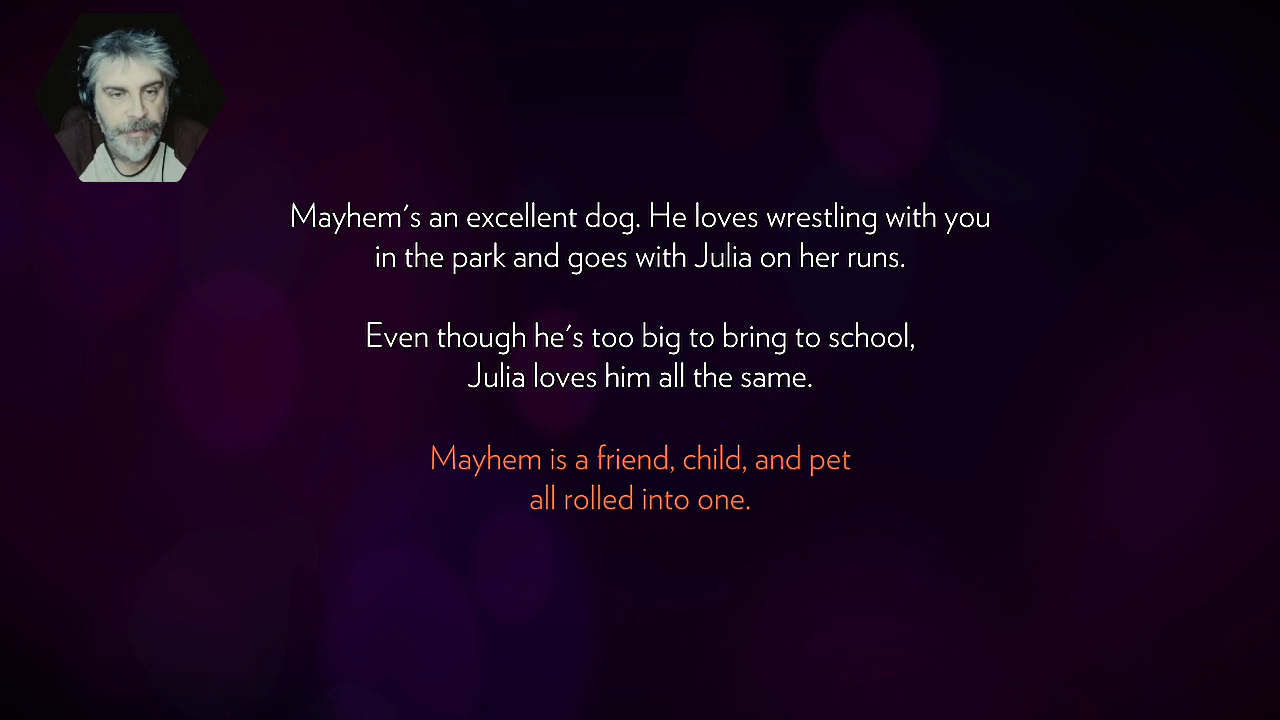 Mayhem's an excellent dog. He loves wrestling with you
in the park and goes with Julia on her runs.
Even though he's too big to bring to school,
Julia loves him all the same.
Mayhem is a friend, child, and pet
all rolled into one.